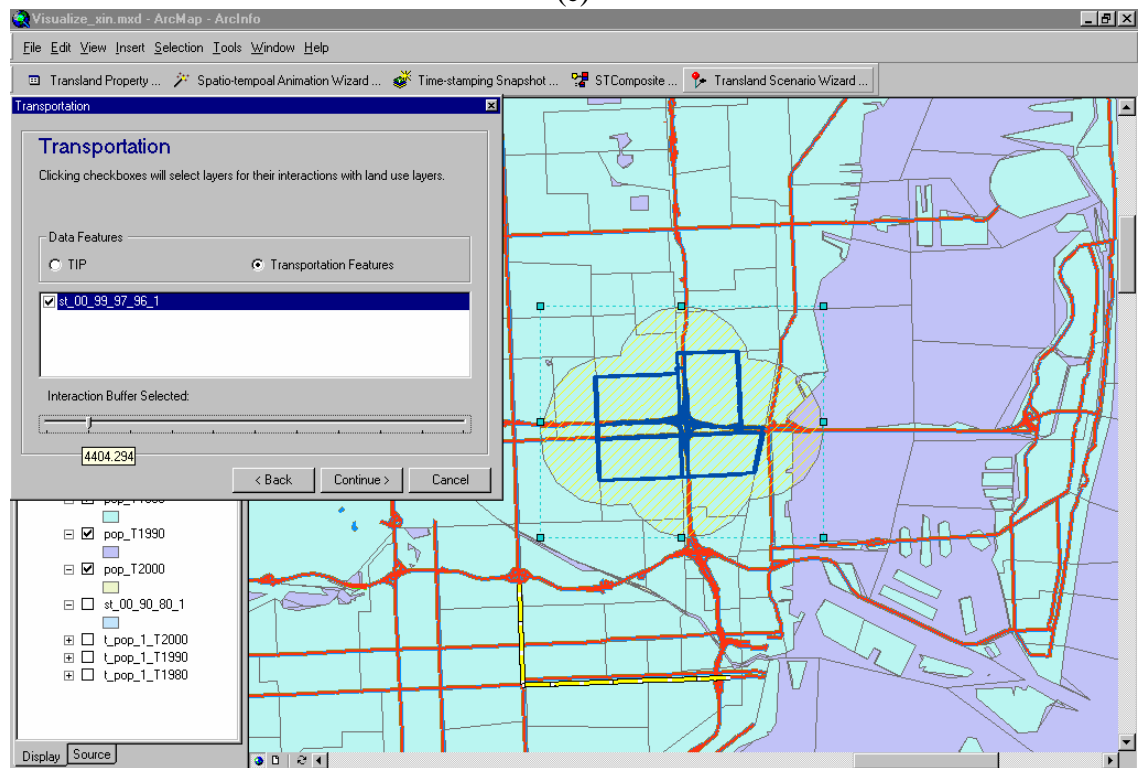 Visualize_xin.mxd - ArcMap - ArcInfo
File Edit View Insert Selection Tools Window Help
Transland Property ... Spatio-tempoal Animation Wizard ... Time-stamping Snapshot ... STComposite ... Transland Scenario Wizard ...
Transportation
Transportation
Clicking checkboxes will select layers for their interactions with land use layers.
Data Features
TIP Transportation Features
st_00_99_97_96_1
Interaction Buffer Selected:
4404.294
< Back Continue > Cancel
pop_T1990
pop_T2000
st_00_90_80_1
t_pop_1_T2000
t_pop_1_T1990
t_pop_1_T1980
Display Source